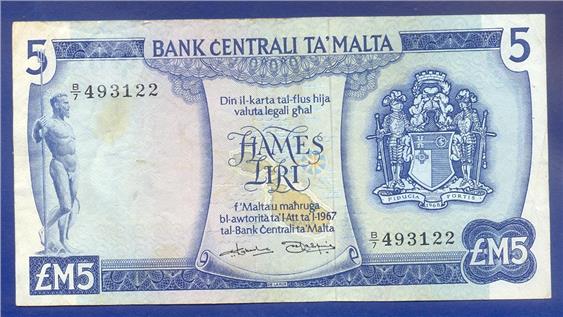 5 BANK ĊENTRALI TA' MALTA 5
B/7 493122
Din il-karta tal-flus hija
valuta legali għal
ĦAMES
LIRI
f'Malta u maħruġa
bl-awtorità ta'l-Att ta'l-1967
tal-Bank Ċentrali ta'Malta
FIDUCIA FORTIS
B/7 493122
£M5 £M5